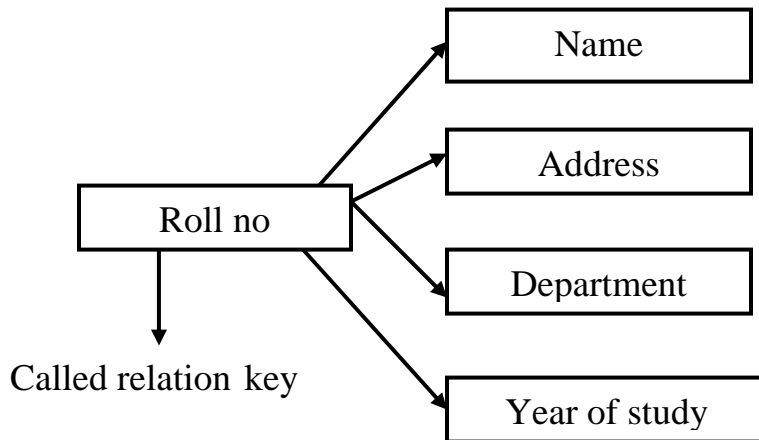 Name
Address
Roll no
Department
Called relation key
Year of study